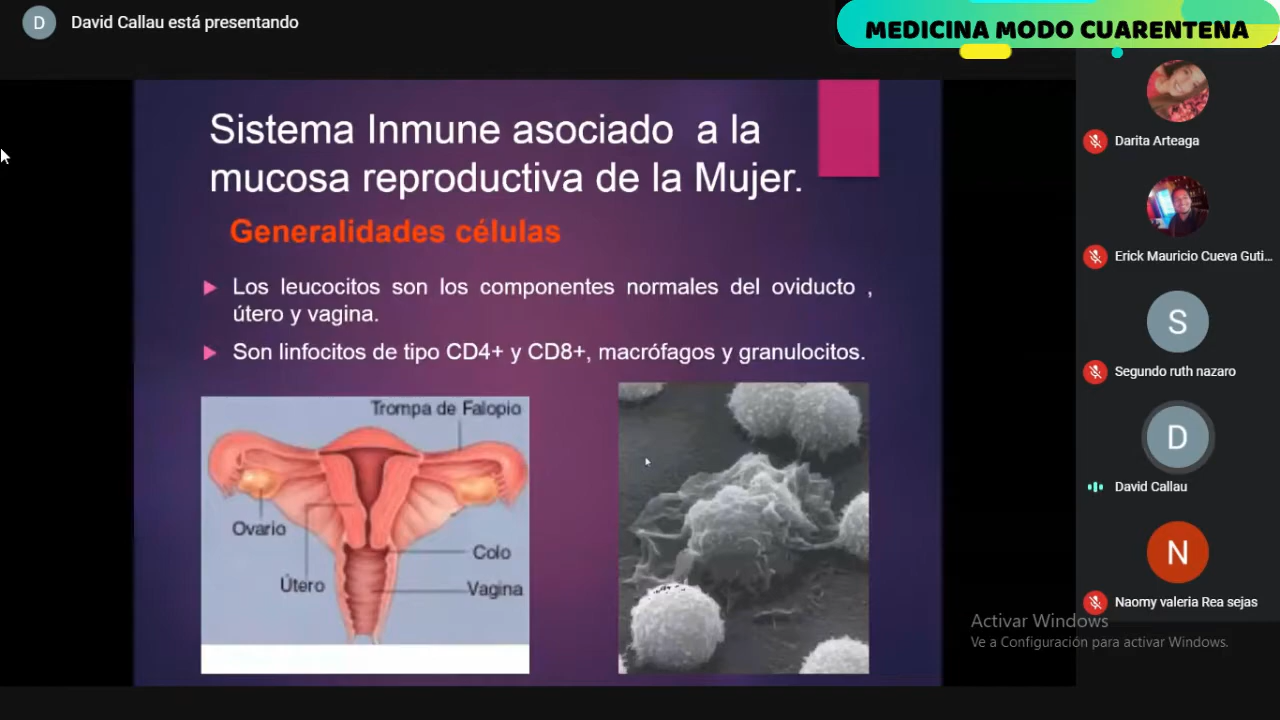 D
David Callau está presentando
MEDICINA MODO CUARENTENA
Sistema Inmune asociado a la
mucosa reproductiva de la Mujer.
Generalidades células
Los leucocitos son los componentes normales del oviducto ,
útero y vagina.
Son linfocitos de tipo CD4+ y CD8+, macrófagos y granulocitos.
Trompa de Falopio
Ovario
Colo
Útero
Vagina
Darita Arteaga
Erick Mauricio Cueva Guti...
S
Segundo ruth nazaro
D
David Callau
N
Naomy valeria Rea sejas
Activar Windows
Ve a Configuración para activar Windows.